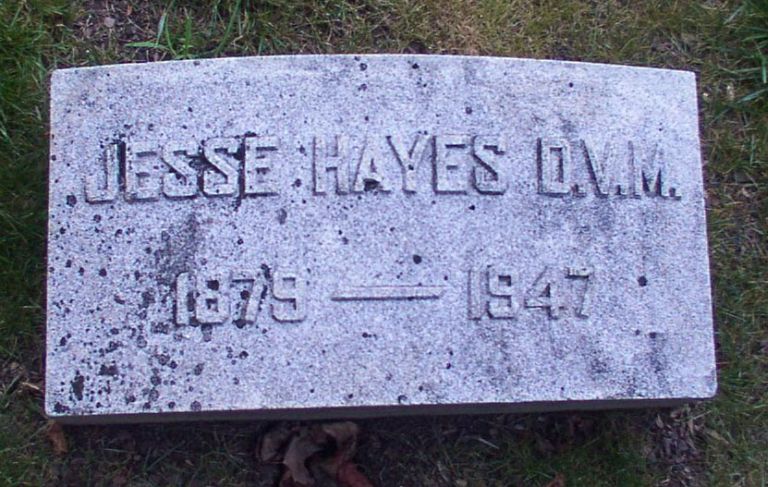 JESSE HAYES D.V.M.
1879 — 1947